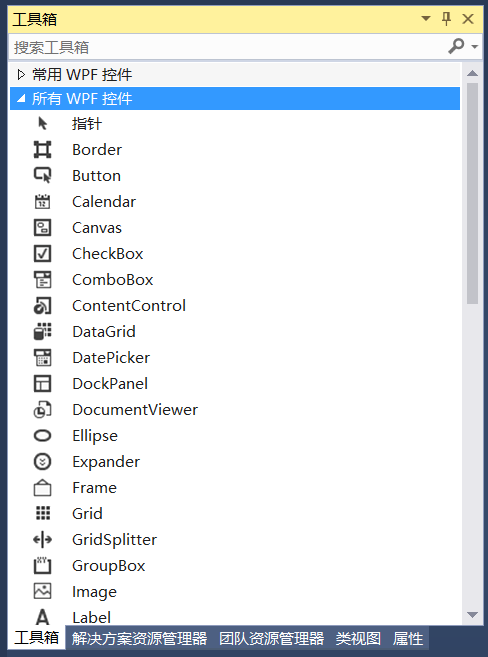 工具箱
搜索工具箱
常用 WPF 控件
所有 WPF 控件
指针
Border
Button
Calendar
Canvas
CheckBox
ComboBox
ContentControl
DataGrid
DatePicker
DockPanel
DocumentViewer
Ellipse
Expander
Frame
Grid
GridSplitter
GroupBox
Image
Label
工具箱 解决方案资源管理器 团队资源管理器 类视图 属性